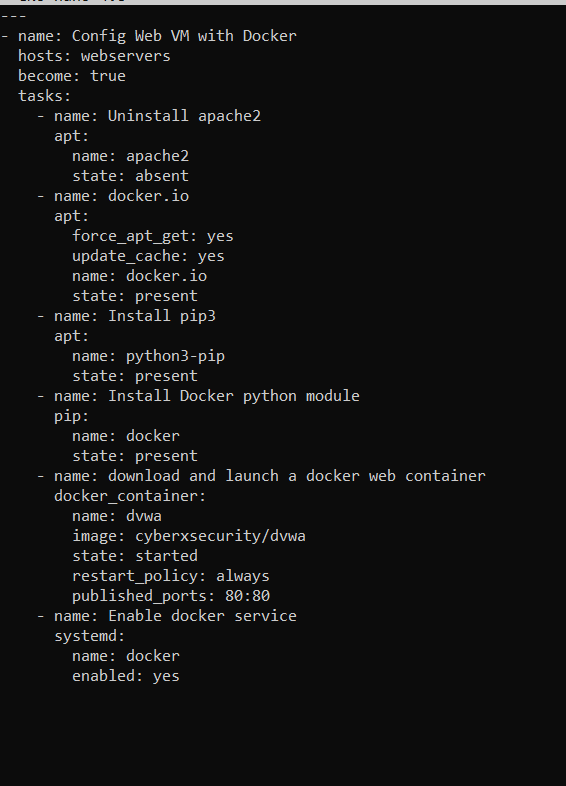 ---
- name: Config Web VM with Docker
  hosts: webservers
  become: true
  tasks:
    - name: Uninstall apache2
      apt:
        name: apache2
        state: absent
    - name: docker.io
      apt:
        force_apt_get: yes
        update_cache: yes
        name: docker.io
        state: present
    - name: Install pip3
      apt:
        name: python3-pip
        state: present
    - name: Install Docker python module
      pip:
        name: docker
        state: present
    - name: download and launch a docker web container
      docker_container:
        name: dvwa
        image: cyberxsecurity/dvwa
        state: started
        restart_policy: always
        published_ports: 80:80
    - name: Enable docker service
      systemd:
        name: docker
        enabled: yes